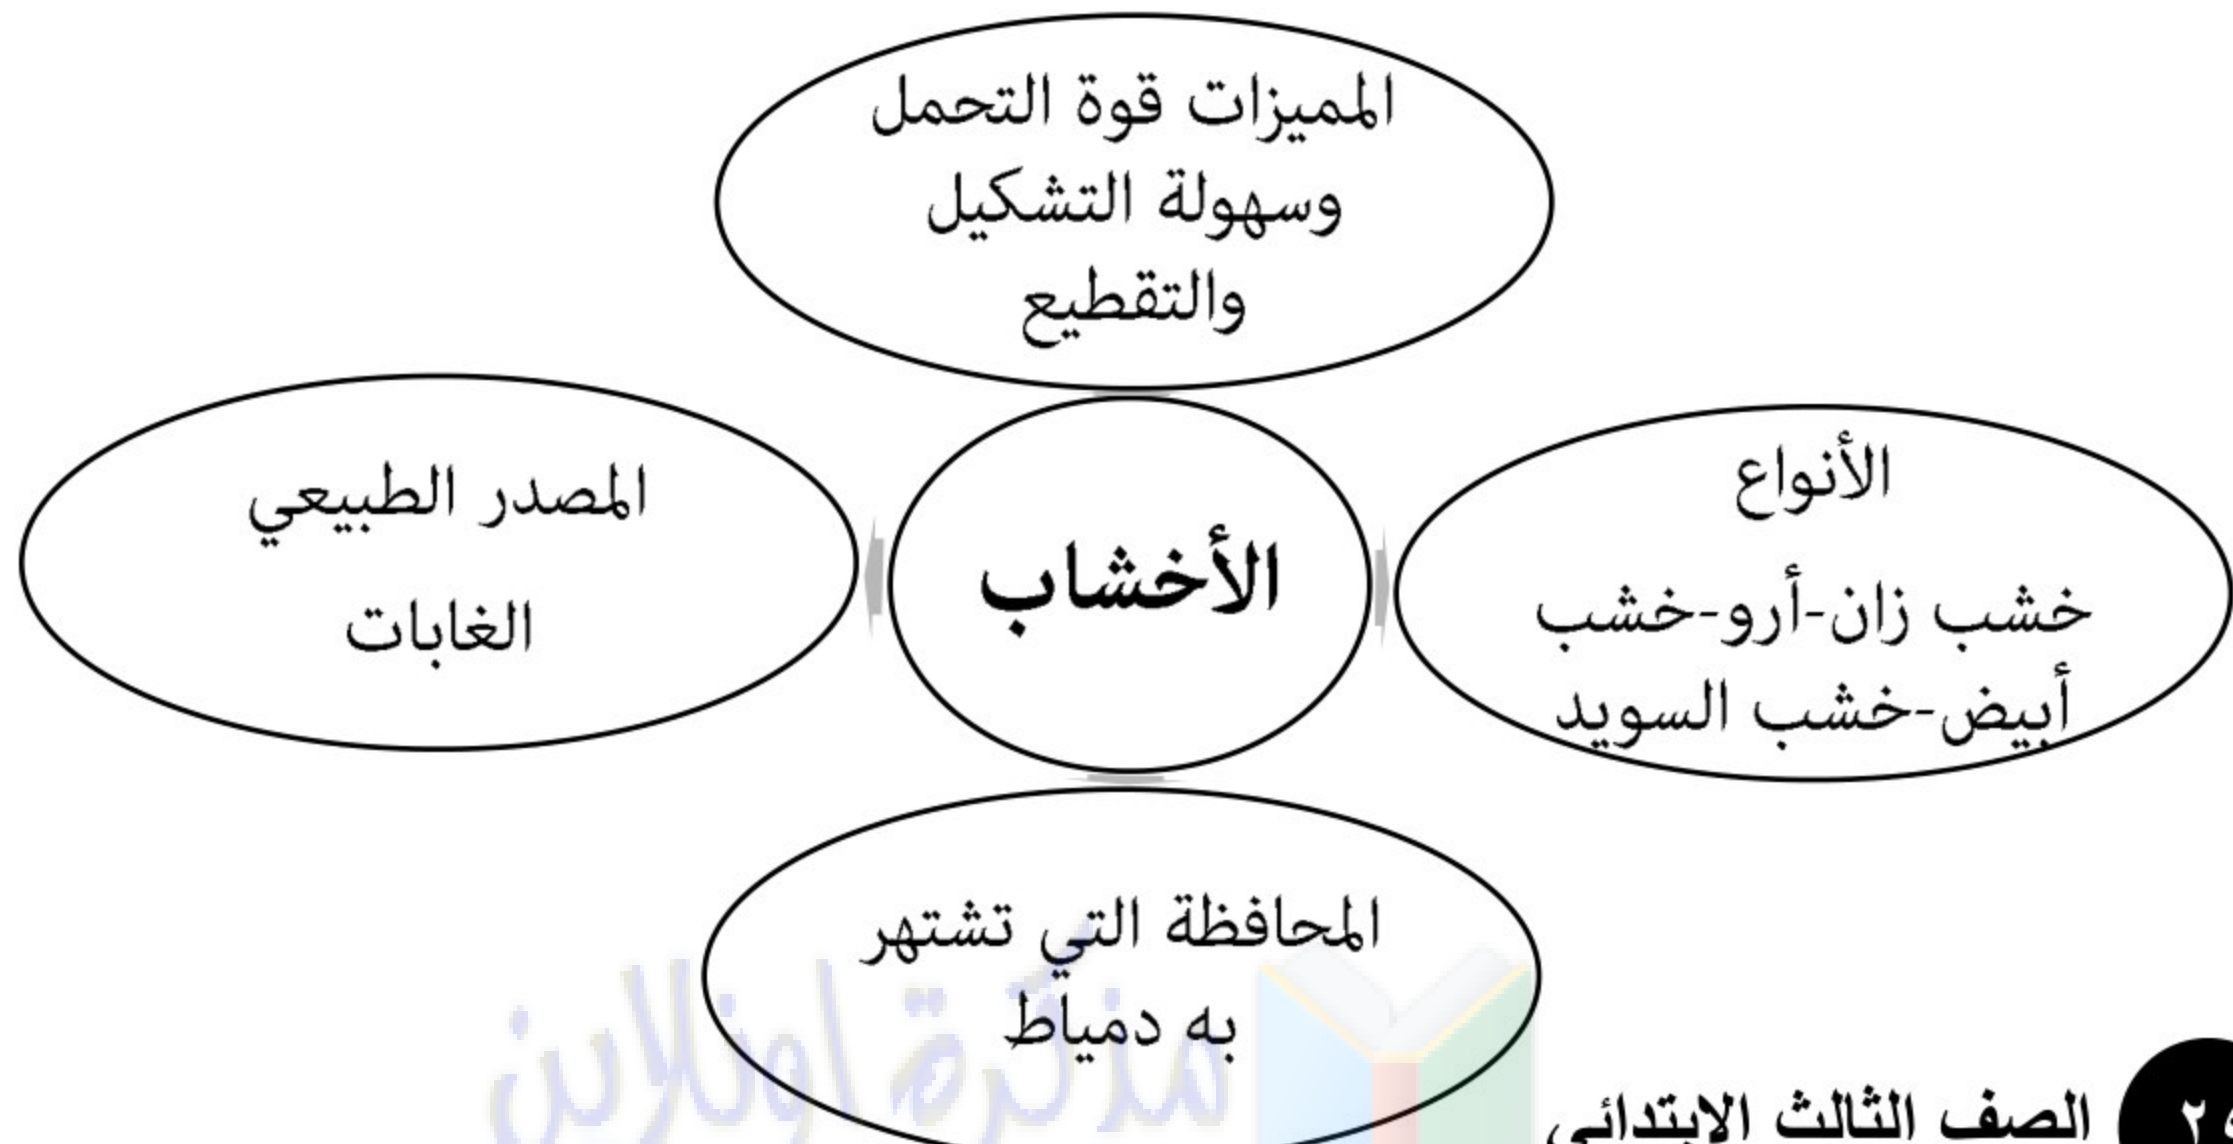 المميزات قوة التحمل
وسهولة التشكيل
والتقطيع
الأنواع
خشب زان-أرو-خشب
أبيض-خشب السويد
الأخشاب
المصدر الطبيعي
الغابات
المحافظة التي تشتهر
به دمياط
مذكرة اونلاين
الصف الثالث الابتدائي